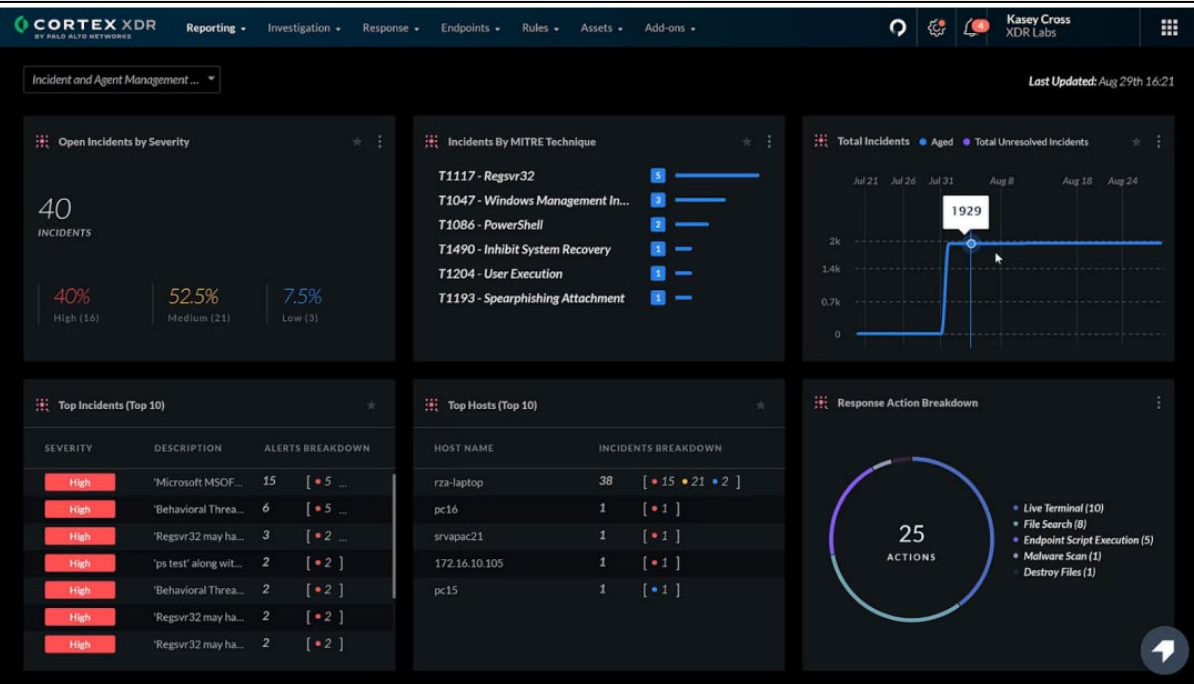 CORTEX XDR
BY PALO ALTO NETWORKS
Reporting
Investigation
Response
Endpoints
Rules
Assets
Add-ons
4
Kasey Cross
XDR Labs
Incident and Agent Management ...
Last Updated: Aug 29th 16:21
Open Incidents by Severity
40
INCIDENTS
40%
High (16)
52.5%
Medium (21)
7.5%
Low (3)
Incidents By MITRE Technique
T1117 - Regsvr32 5
T1047 - Windows Management In... 3
T1086 - PowerShell 2
T1490 - Inhibit System Recovery 1
T1204 - User Execution 1
T1193 - Spearphishing Attachment 1
Total Incidents Aged Total Unresolved Incidents
Jul 21 Jul 26 Jul 31 Aug 8 Aug 18 Aug 24
1929
2k
1.4k
0.7k
0
Top Incidents (Top 10)
SEVERITY DESCRIPTION ALERTS BREAKDOWN
High 'Microsoft MSOF... 15 [ • 5 ...
High 'Behavioral Threa... 6 [ • 5 ...
High 'Regsvr32 may ha... 3 [ • 2 ...
High 'ps test' along wit... 2 [ • 2 ]
High 'Behavioral Threa... 2 [ • 2 ]
High 'Regsvr32 may ha... 2 [ • 2 ]
High 'Regsvr32 may ha... 2 [ • 2 ]
Top Hosts (Top 10)
HOST NAME INCIDENTS BREAKDOWN
rza-laptop 38 [ • 15 • 21 • 2 ]
pc16 1 [ • 1 ]
srvapac21 1 [ • 1 ]
172.16.10.105 1 [ • 1 ]
pc15 1 [ • 1 ]
Response Action Breakdown
25
ACTIONS
Live Terminal (10)
File Search (8)
Endpoint Script Execution (5)
Malware Scan (1)
Destroy Files (1)